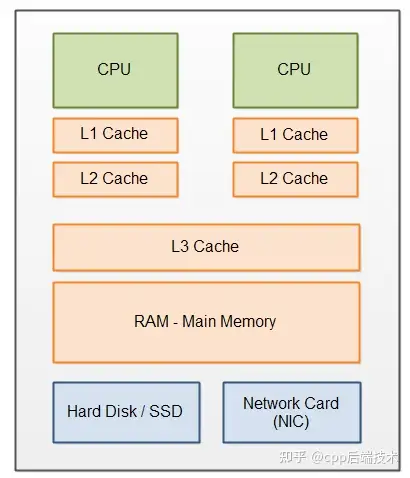 CPU
CPU
L1 Cache
L1 Cache
L2 Cache
L2 Cache
L3 Cache
RAM - Main Memory
Hard Disk / SSD
Network Card
(NIC)
知乎 @cpp后端技术